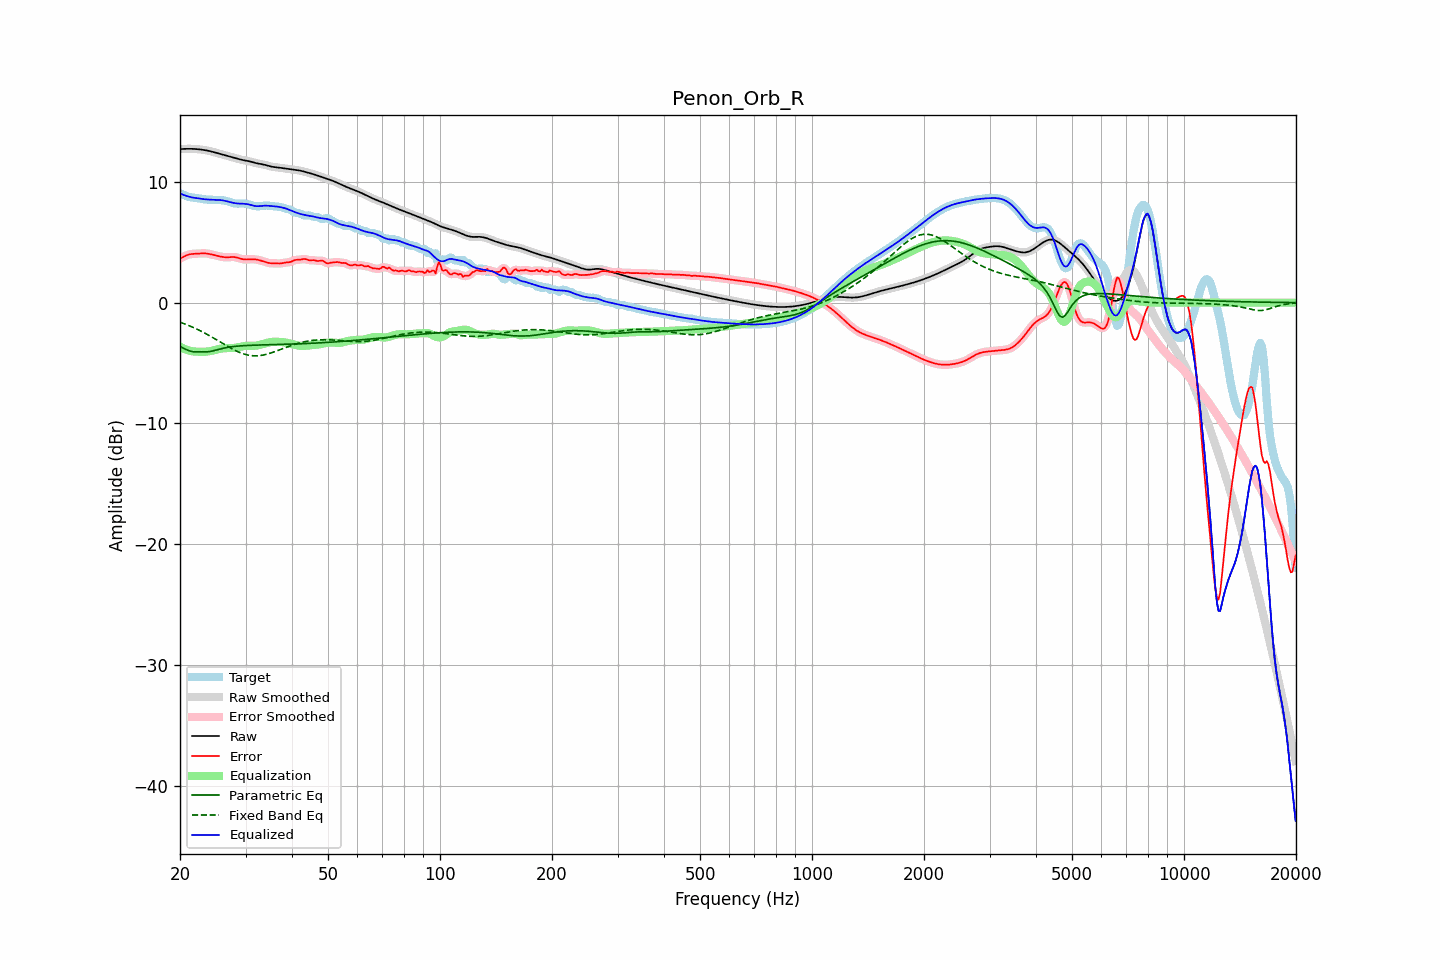 Penon_Orb_R
10
0
−10
−20
−30
−40
Amplitude (dBr)
Target
Raw Smoothed
Error Smoothed
Raw
Error
Equalization
Parametric Eq
Fixed Band Eq
Equalized
20 50 100 200 500 1000 2000 5000 10000 20000
Frequency (Hz)